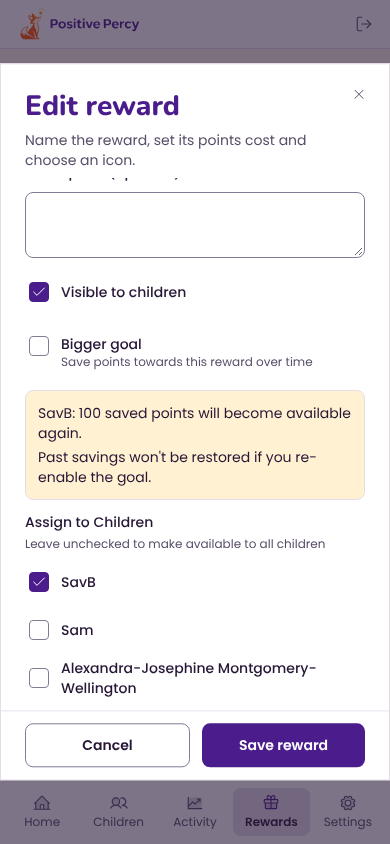 Positive Percy
Edit reward
Name the reward, set its points cost and
choose an icon.
Visible to children
Bigger goal
Save points towards this reward over time
SavB: 100 saved points will become available
again.
Past savings won't be restored if you re-
enable the goal.
Assign to Children
Leave unchecked to make available to all children
SavB
Sam
Alexandra-Josephine Montgomery-
Wellington
Cancel
Save reward
Home
Children
Activity
Rewards
Settings